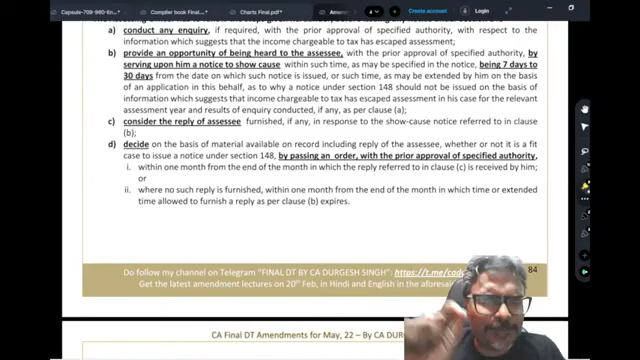 Capsule-709-960-Eng
Compiler book Final
Charts Final.pdf
Amendm
a) conduct any enquiry, if required, with the prior approval of specified authority, with respect to the
information which suggests that the income chargeable to tax has escaped assessment;
b) provide an opportunity of being heard to the assessee, with the prior approval of specified authority, by
serving upon him a notice to show cause within such time, as may be specified in the notice, being 7 days to
30 days from the date on which such notice is issued, or such time, as may be extended by him on the basis
of an application in this behalf, as to why a notice under section 148 should not be issued on the basis of
information which suggests that income chargeable to tax has escaped assessment in his case for the relevant
assessment year and results of enquiry conducted, if any, as per clause (a);
c) consider the reply of assessee furnished, if any, in response to the show-cause notice referred to in clause
(b);
d) decide on the basis of material available on record including reply of the assessee, whether or not it is a fit
case to issue a notice under section 148, by passing an order, with the prior approval of specified authority,
i. within one month from the end of the month in which the reply referred to in clause (c) is received by him;
or
ii. where no such reply is furnished, within one month from the end of the month in which time or extended
time allowed to furnish a reply as per clause (b) expires.
84
Do follow my channel on Telegram “FINAL DT BY CA DURGESH SINGH” https://t.me/cad
Get the latest amendment lectures on 20th Feb, in Hindi and English in the aforesai
CA Final DT Amendments for May, 22 – By CA DURG